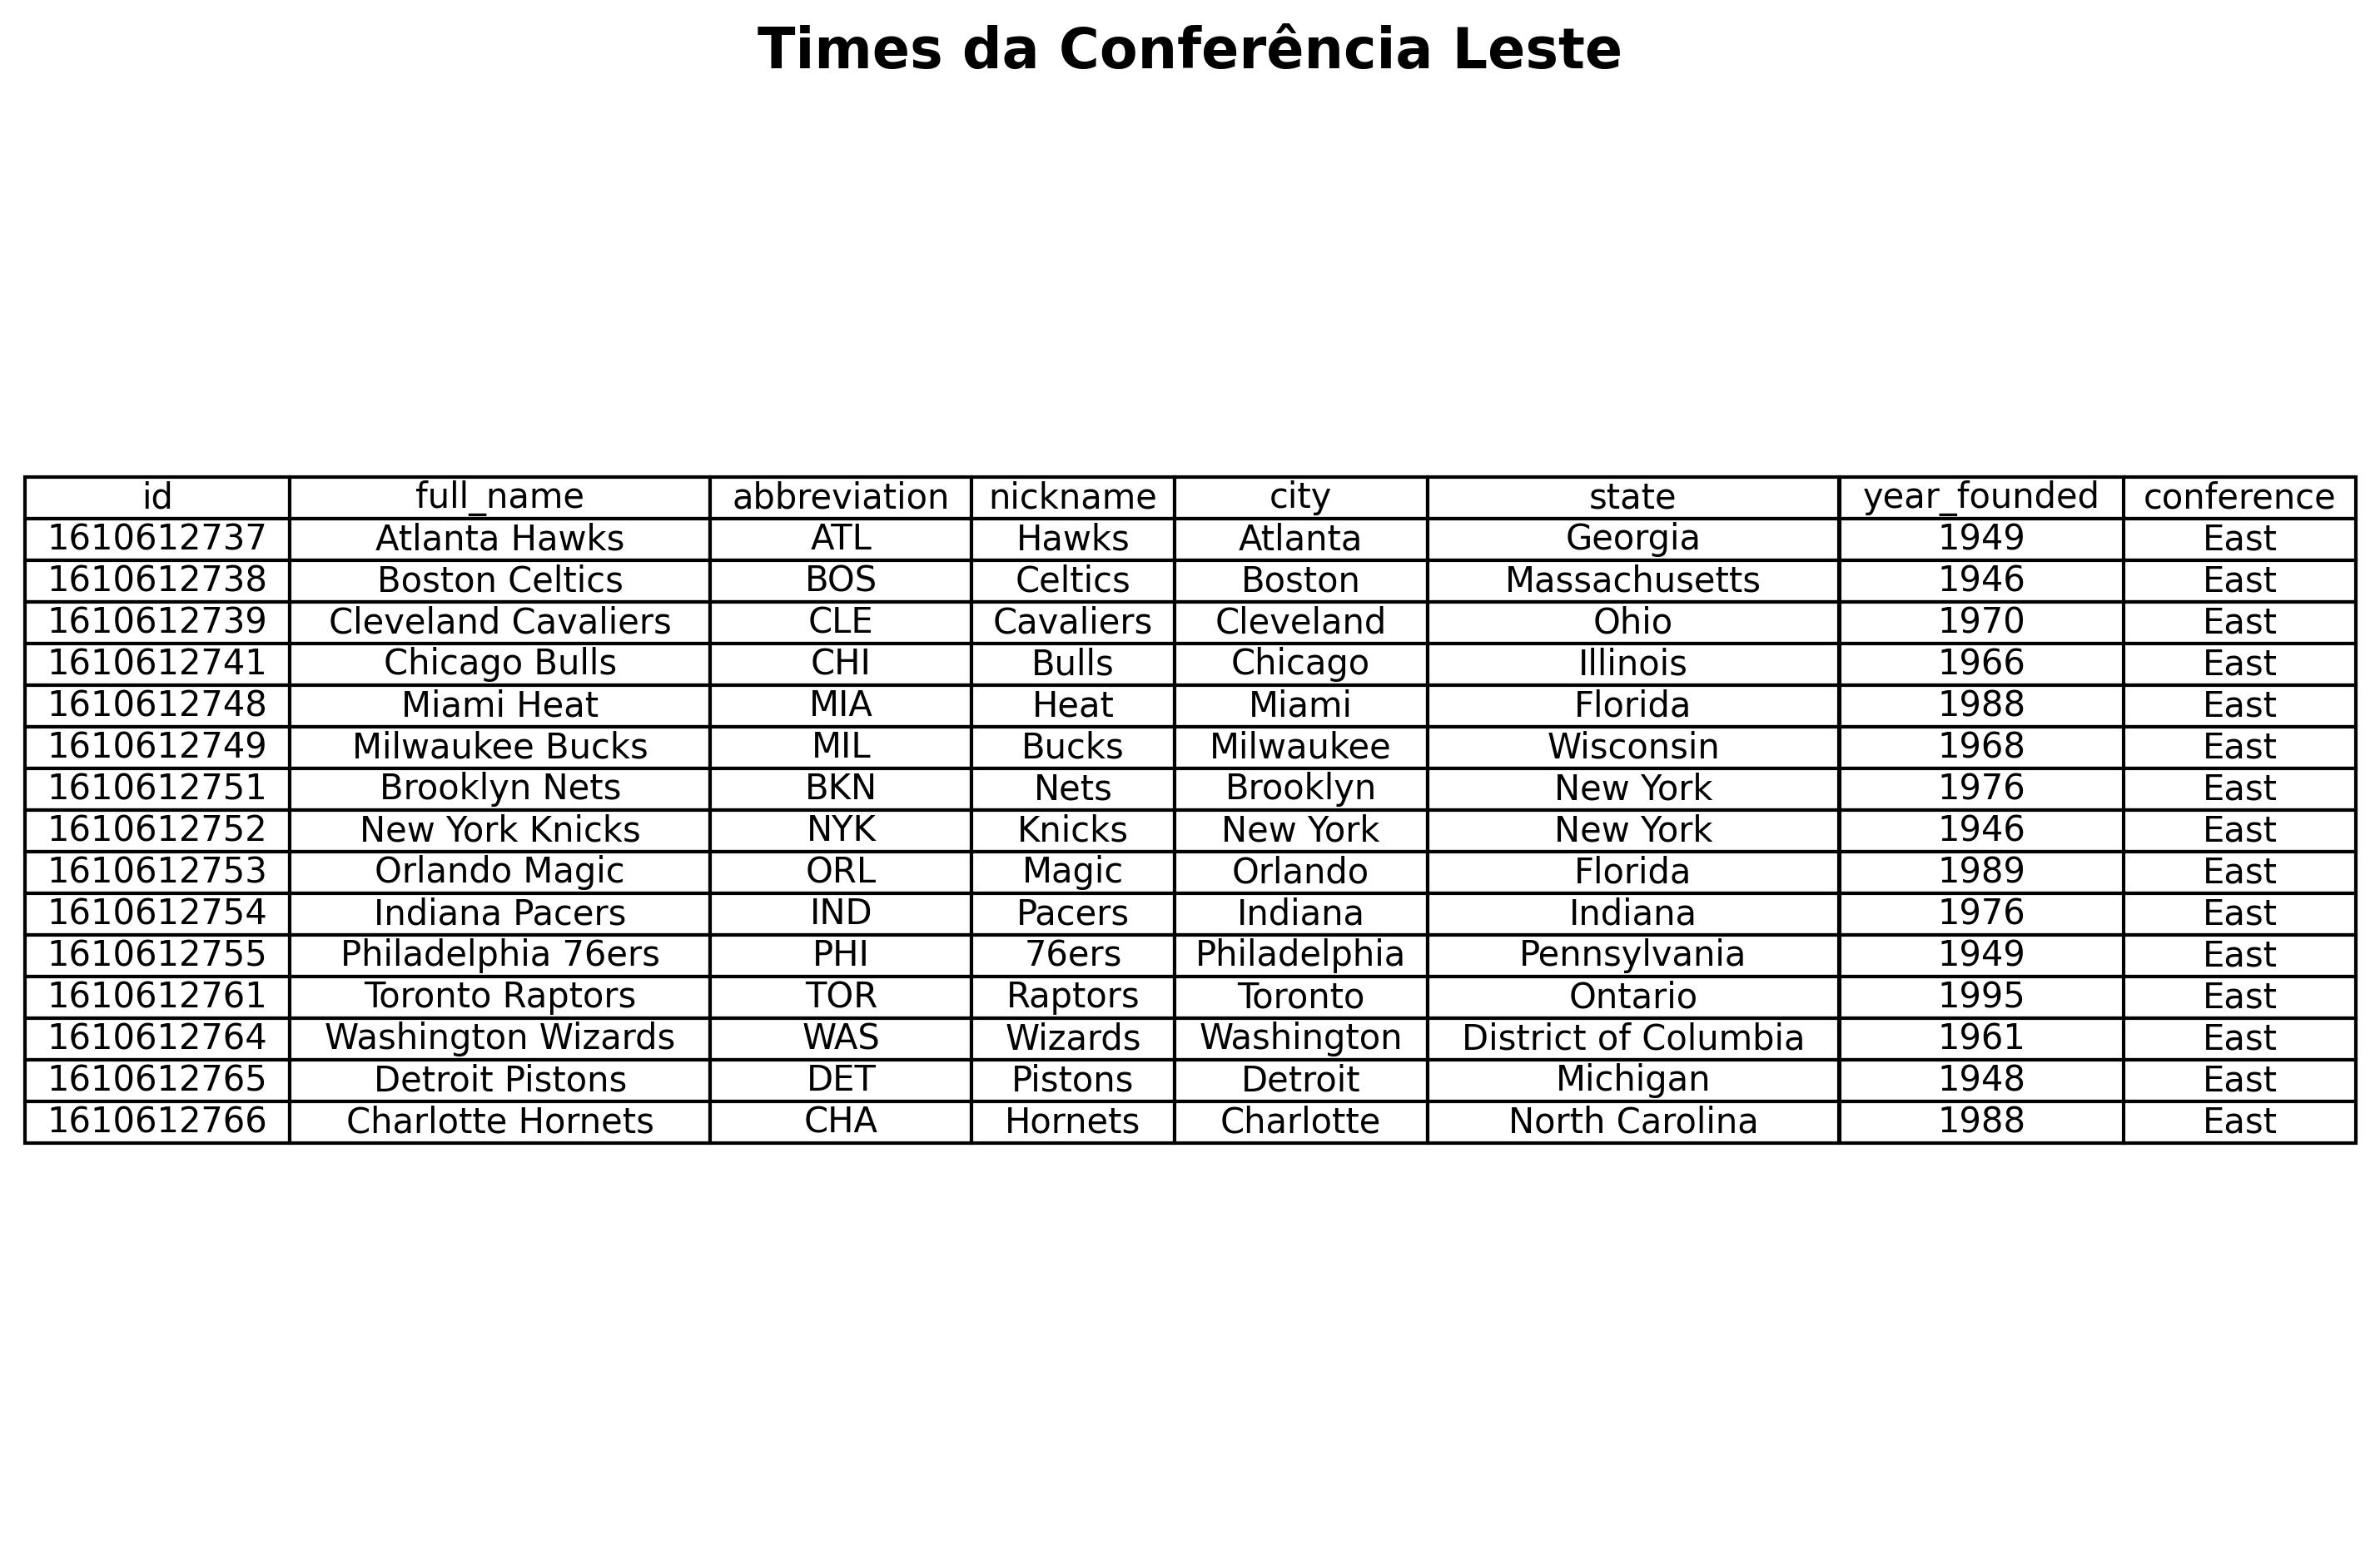 Times da Conferência Leste
id full_name abbreviation nickname city state year_founded conference
1610612737 Atlanta Hawks ATL Hawks Atlanta Georgia 1949 East
1610612738 Boston Celtics BOS Celtics Boston Massachusetts 1946 East
1610612739 Cleveland Cavaliers CLE Cavaliers Cleveland Ohio 1970 East
1610612741 Chicago Bulls CHI Bulls Chicago Illinois 1966 East
1610612748 Miami Heat MIA Heat Miami Florida 1988 East
1610612749 Milwaukee Bucks MIL Bucks Milwaukee Wisconsin 1968 East
1610612751 Brooklyn Nets BKN Nets Brooklyn New York 1976 East
1610612752 New York Knicks NYK Knicks New York New York 1946 East
1610612753 Orlando Magic ORL Magic Orlando Florida 1989 East
1610612754 Indiana Pacers IND Pacers Indiana Indiana 1976 East
1610612755 Philadelphia 76ers PHI 76ers Philadelphia Pennsylvania 1949 East
1610612761 Toronto Raptors TOR Raptors Toronto Ontario 1995 East
1610612764 Washington Wizards WAS Wizards Washington District of Columbia 1961 East
1610612765 Detroit Pistons DET Pistons Detroit Michigan 1948 East
1610612766 Charlotte Hornets CHA Hornets Charlotte North Carolina 1988 East